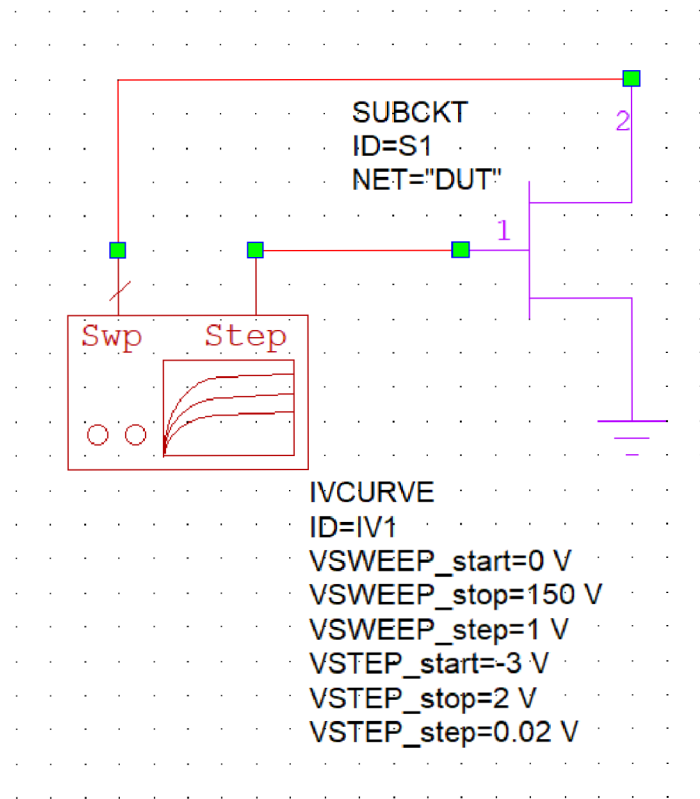 SUBCKT
ID=S1
NET="DUT"
2
1
Swp Step
IVCURVE
ID=IV1
VSWEEP_start=0 V
VSWEEP_stop=150 V
VSWEEP_step=1 V
VSTEP_start=-3 V
VSTEP_stop=2 V
VSTEP_step=0.02 V